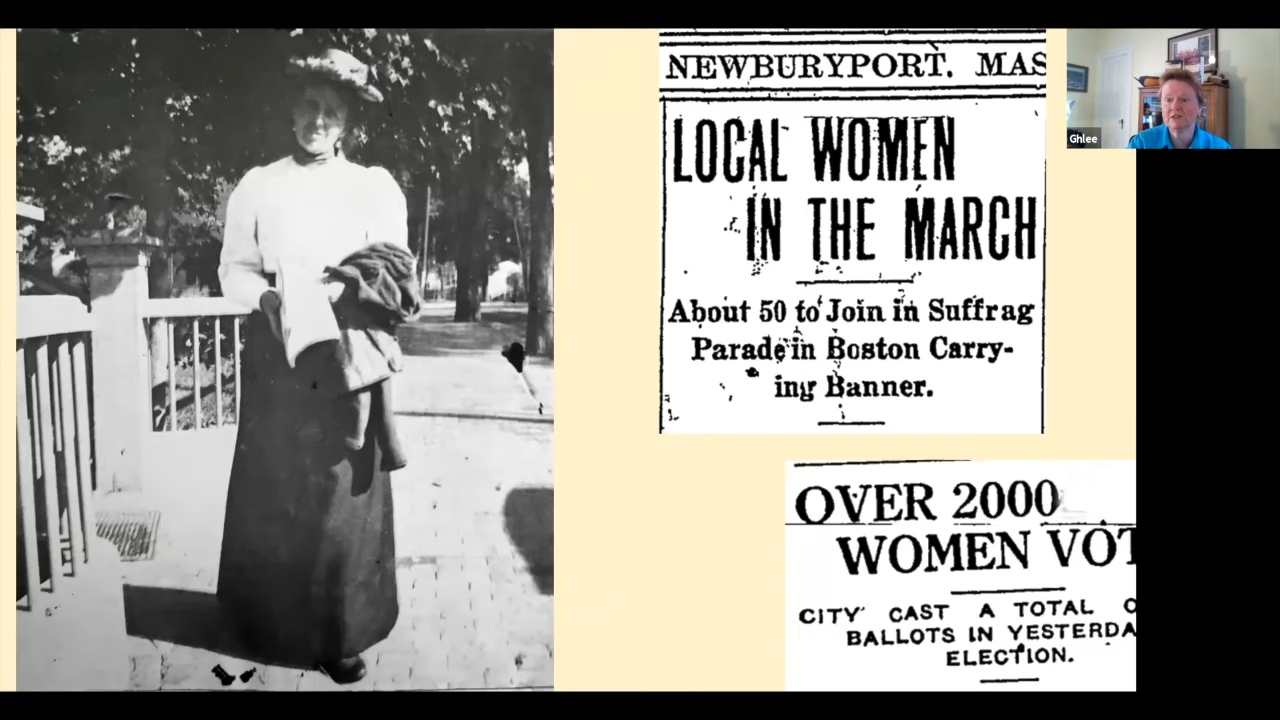 NEWBURYPORT. MAS
LOCAL WOMEN
IN THE MARCH
About 50 to Join in Suffrag
Parade in Boston Carry-
ing Banner.
Ghlee
OVER 2000
WOMEN VOT
CITY CAST A TOTAL O
BALLOTS IN YESTERDA
ELECTION.